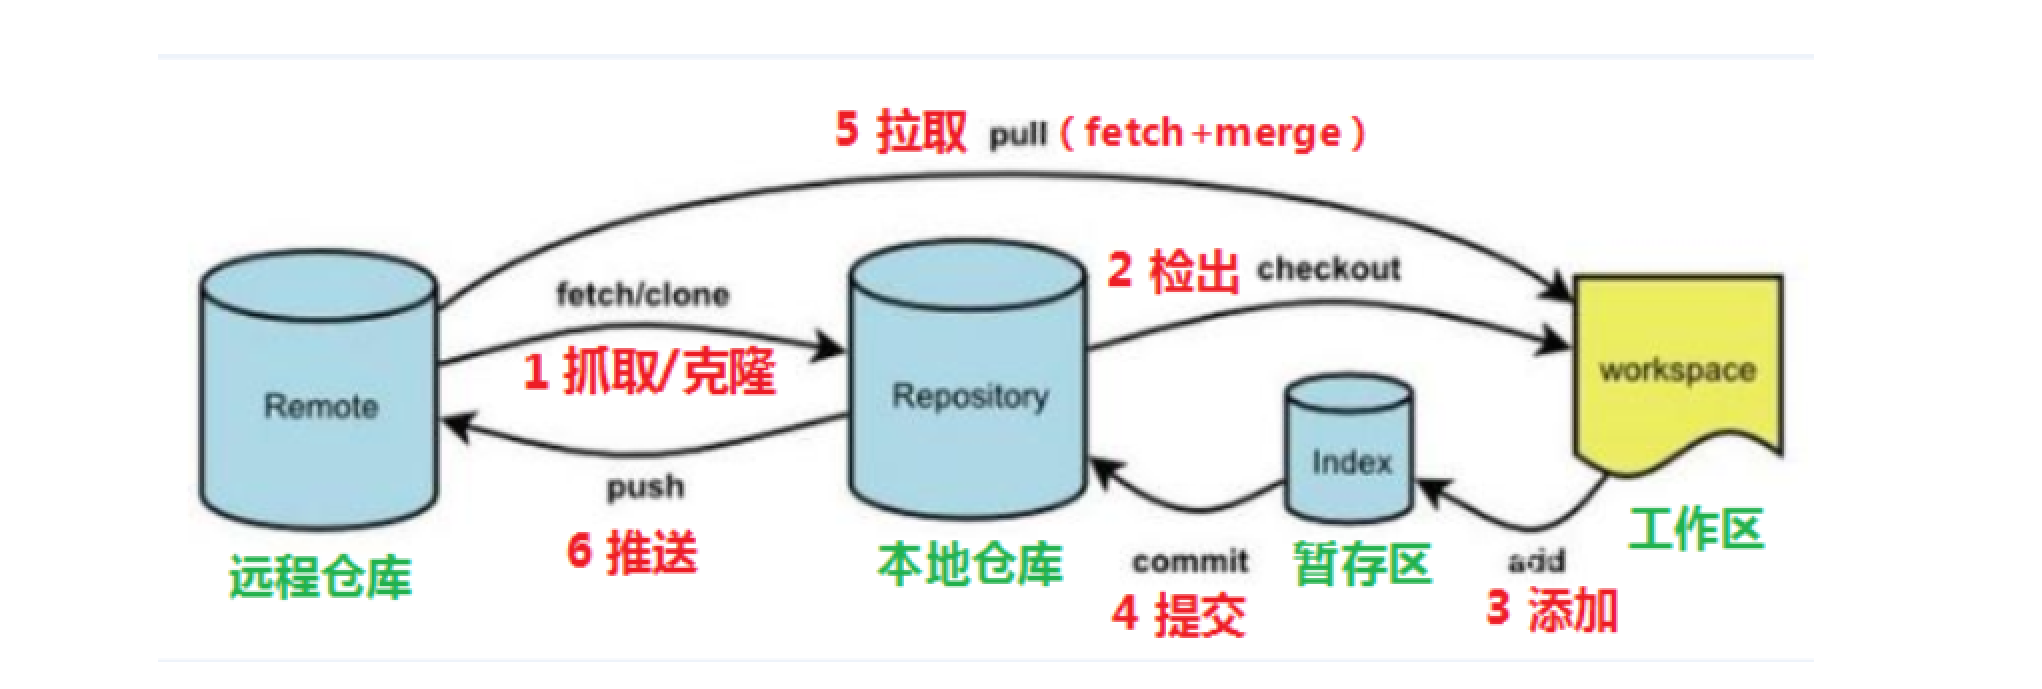 5 拉取 pull（fetch+merge）
2 检出 checkout
fetch/clone
1 抓取/克隆
workspace
Remote
Repository
Index
push
6 推送
工作区
远程仓库
本地仓库
commit
4 提交
暂存区
add
3 添加